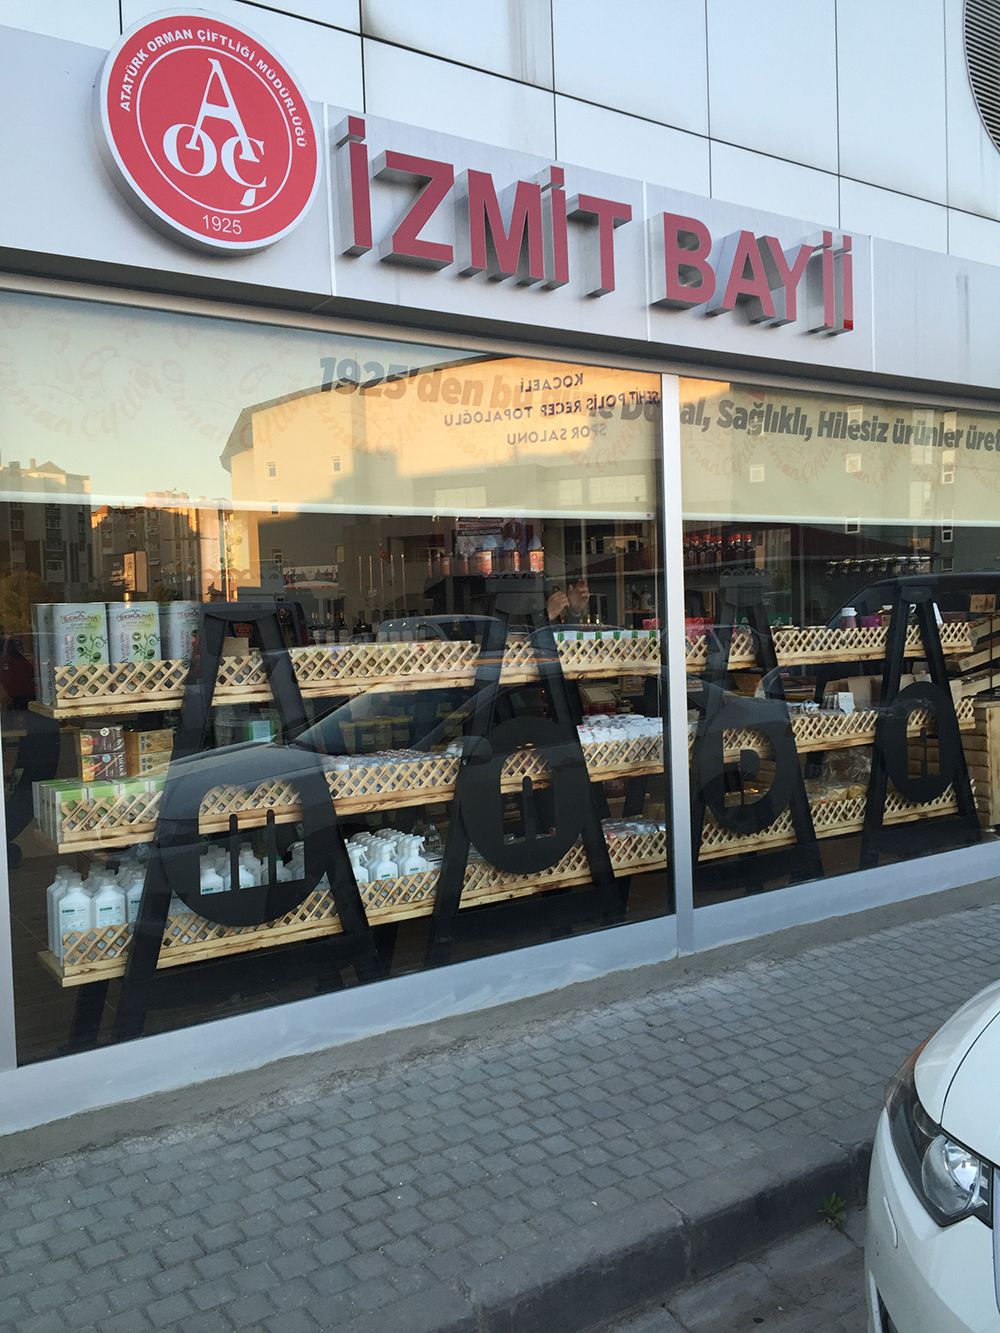 ATATÜRK ORMAN ÇİFTLİĞİ MÜDÜRLÜĞÜ
AOÇ
1925
İZMİT BAYİİ
1925'den bu Doğal, Sağlıklı, Hilesiz ürünler
KOCAELİ
ŞEHİT POLİS RECEP TOPALOĞLU
SPOR SALONU